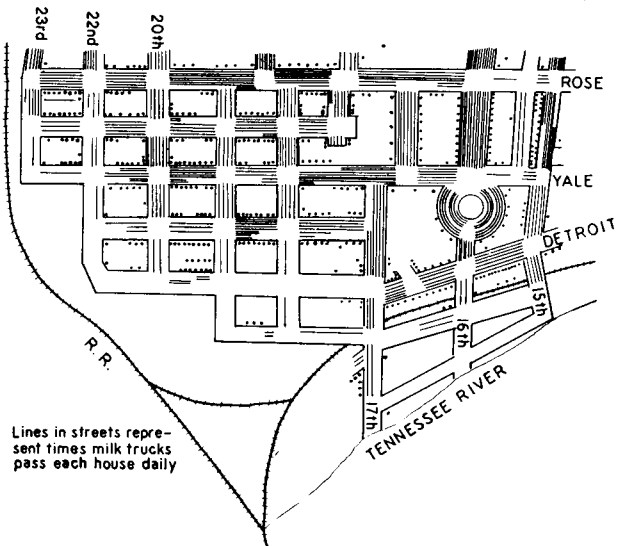 23rd
22nd
20th
ROSE
YALE
DETROIT
15th
16th
17th
R. R.
TENNESSEE RIVER
Lines in streets repre-
sent times milk trucks
pass each house daily